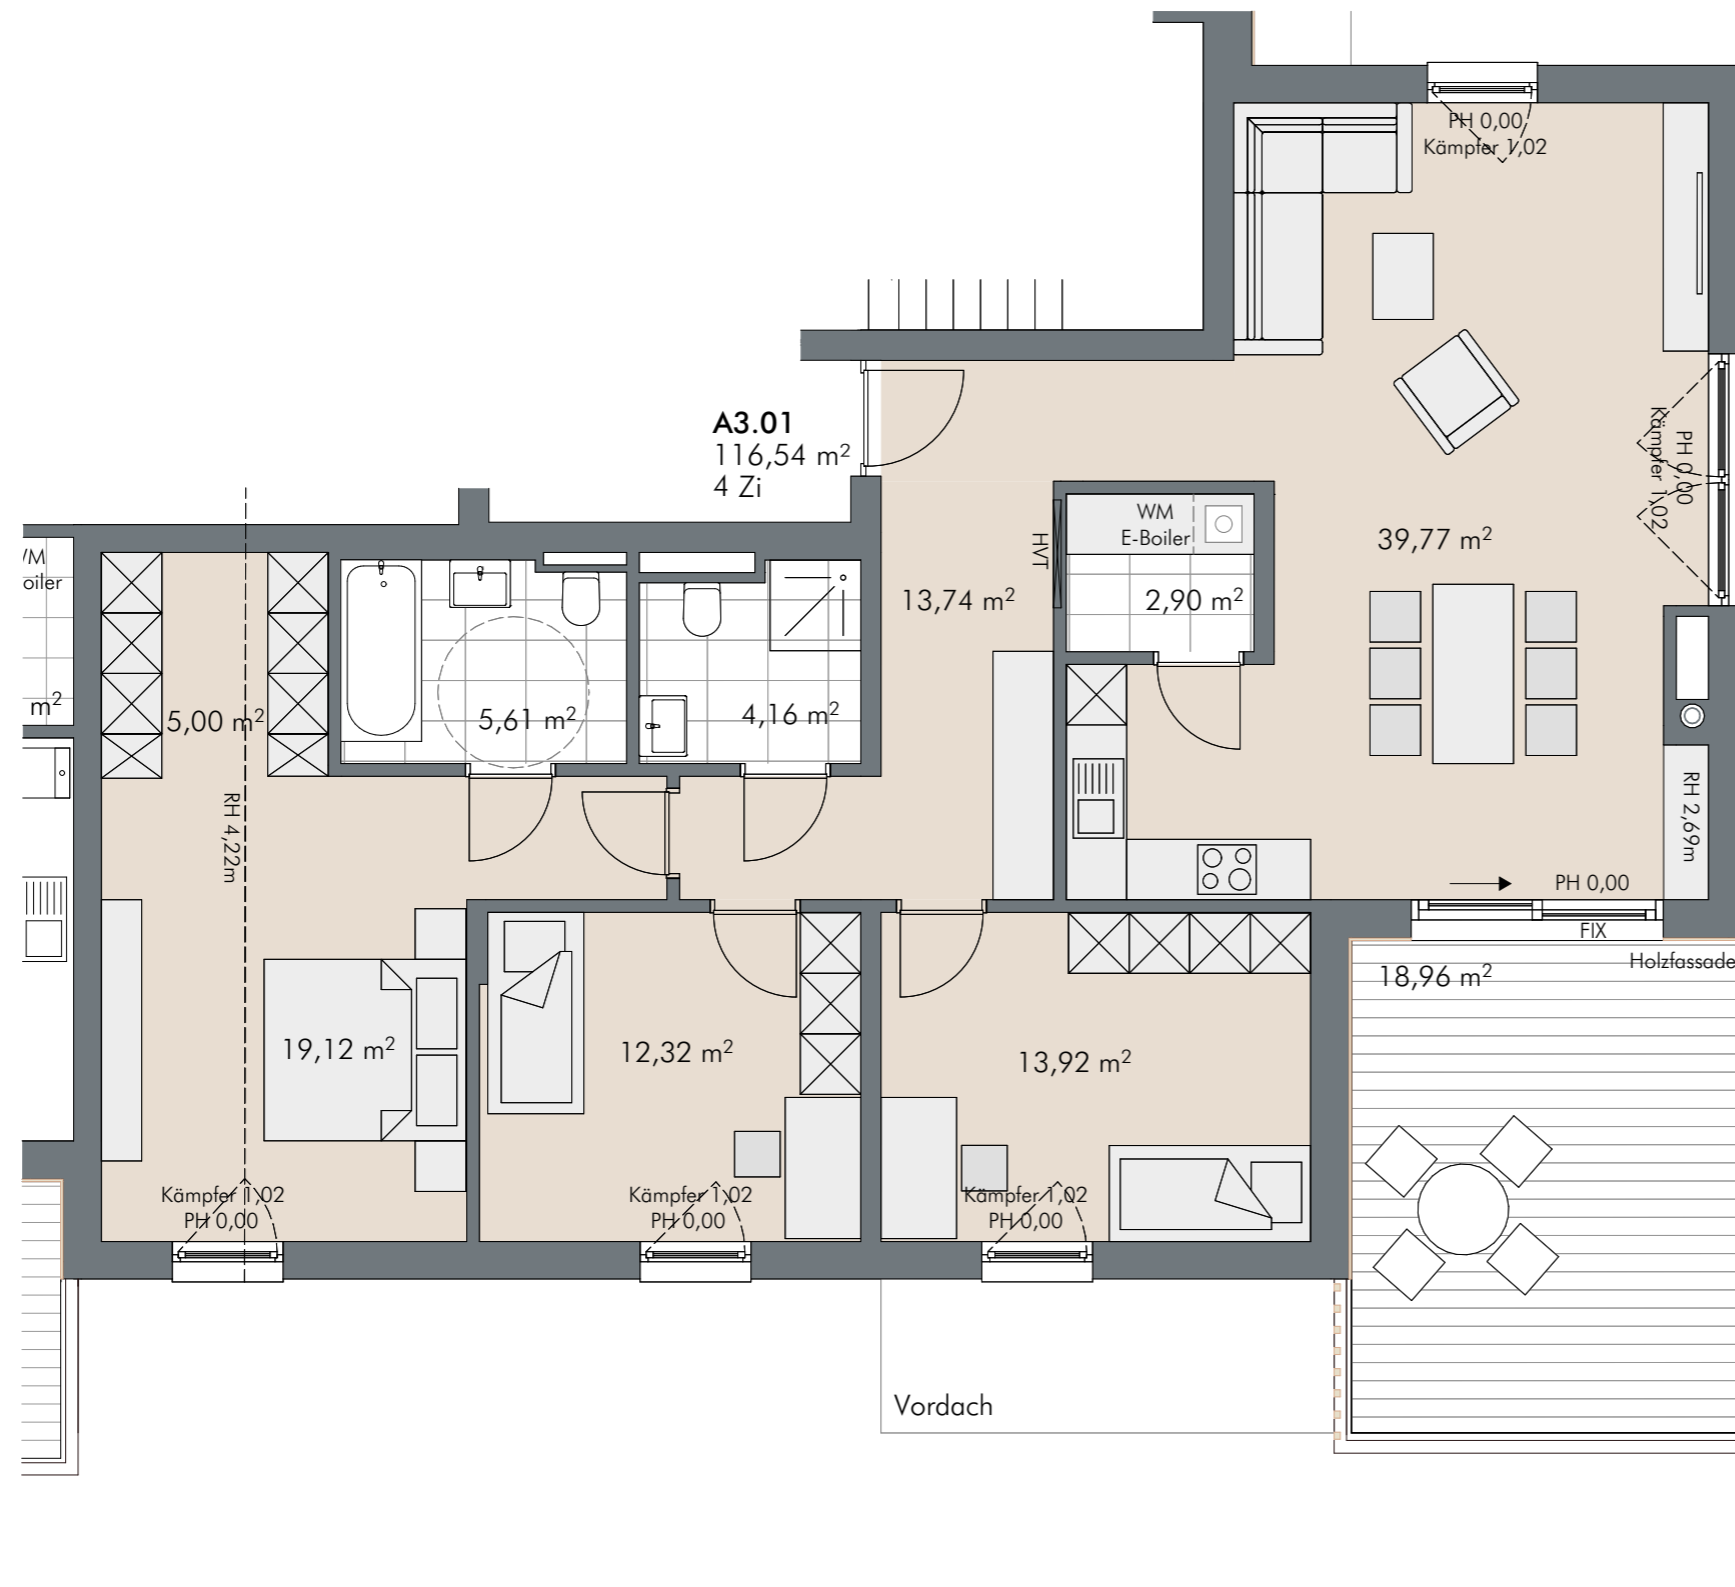 PH 0,00
Kämpfer 1,02
A3.01
116,54 m²
4 Zi
PH 0,00
Kämpfer 1,02
WM
E-Boiler
HVT
39,77 m²
13,74 m²
2,90 m²
oiler
m²
5,00 m²
5,61 m²
4,16 m²
RH 4,22m
RH 2,69m
PH 0,00
FIX
Holzfassade
18,96 m²
19,12 m²
12,32 m²
13,92 m²
Kämpfer 1,02
PH 0,00
Kämpfer 1,02
PH 0,00
Kämpfer 1,02
PH 0,00
Vordach